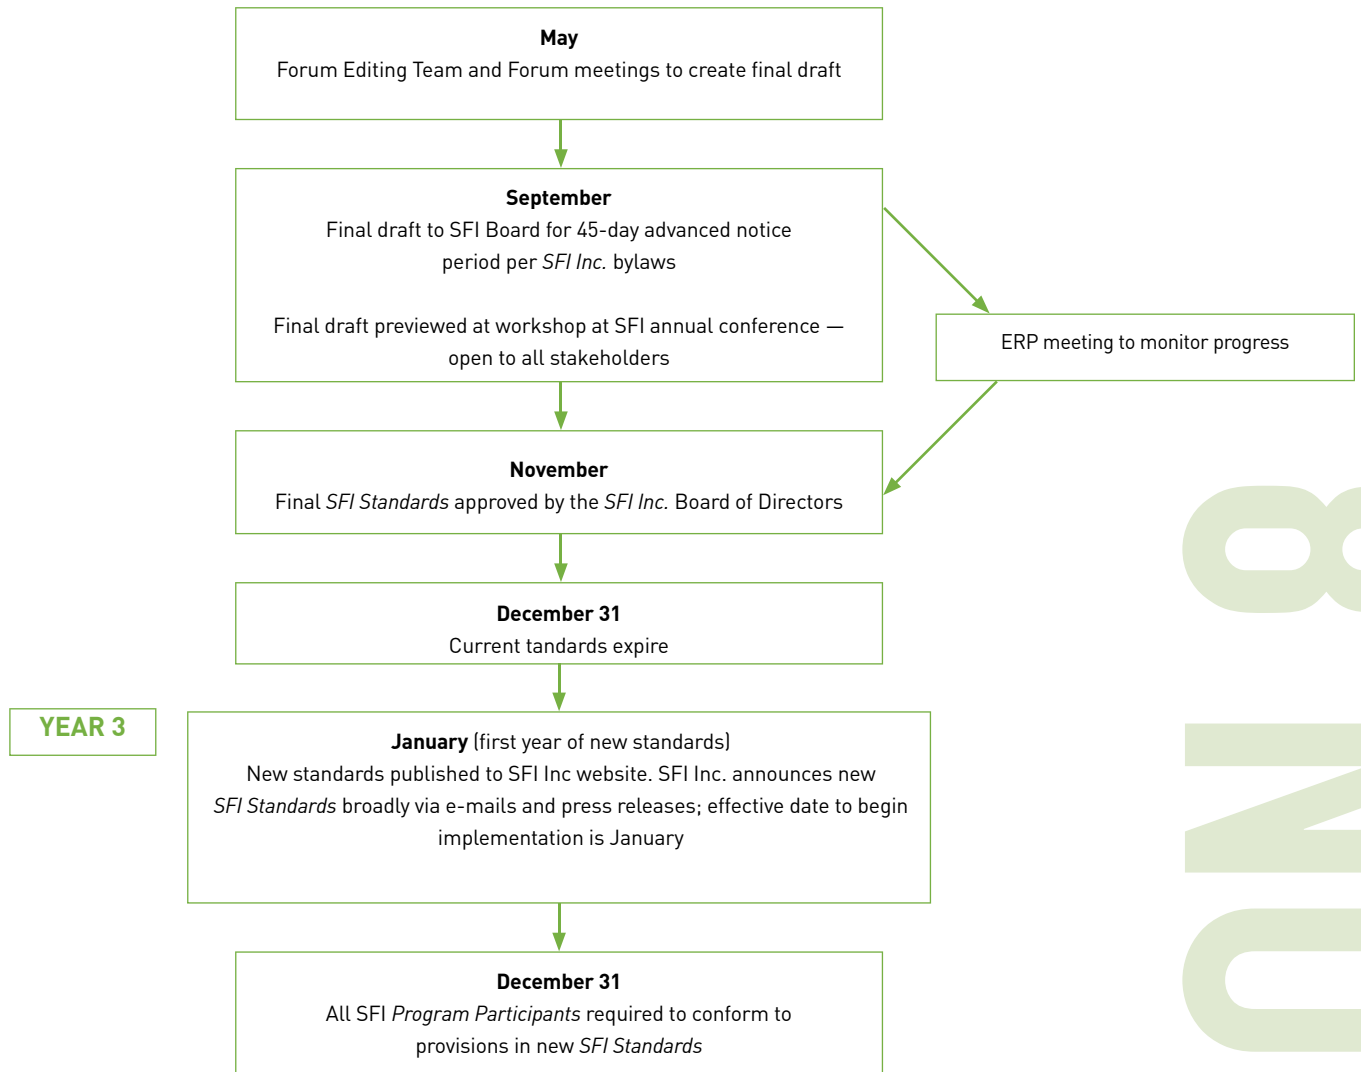 May
Forum Editing Team and Forum meetings to create final draft
September
Final draft to SFI Board for 45-day advanced notice
period per SFI Inc. bylaws
Final draft previewed at workshop at SFI annual conference —
open to all stakeholders
ERP meeting to monitor progress
November
Final SFI Standards approved by the SFI Inc. Board of Directors
December 31
Current tandards expire
YEAR 3
January (first year of new standards)
New standards published to SFI Inc website. SFI Inc. announces new
SFI Standards broadly via e-mails and press releases; effective date to begin
implementation is January
December 31
All SFI Program Participants required to conform to
provisions in new SFI Standards
ON 8